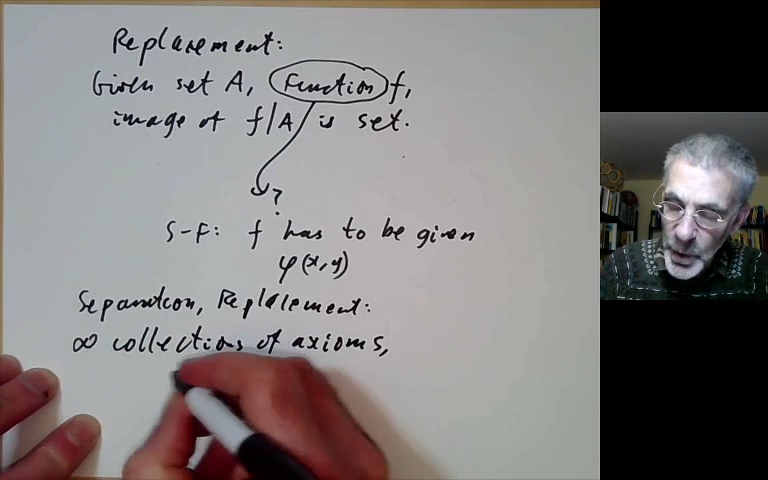 Replacement:
Given set A, Function f,
image of f|A is set.
?
S-F: f has to be given
φ(x,y)
Separation, Replacement:
∞ collections of axioms,